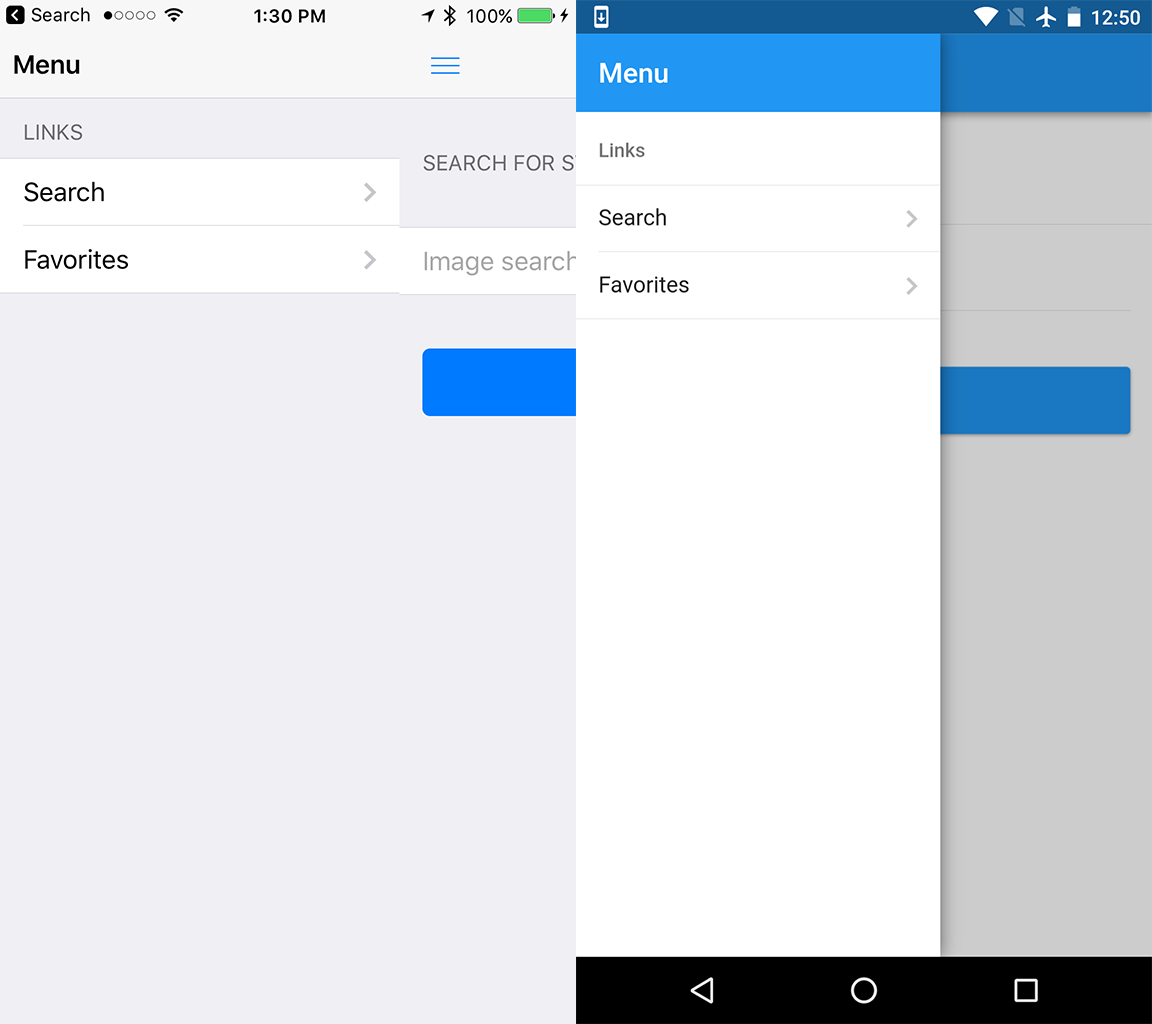 Search 1:30 PM 100%
Menu
LINKS
Search
Favorites
SEARCH FOR S
Image search
12:50
Menu
Links
Search
Favorites